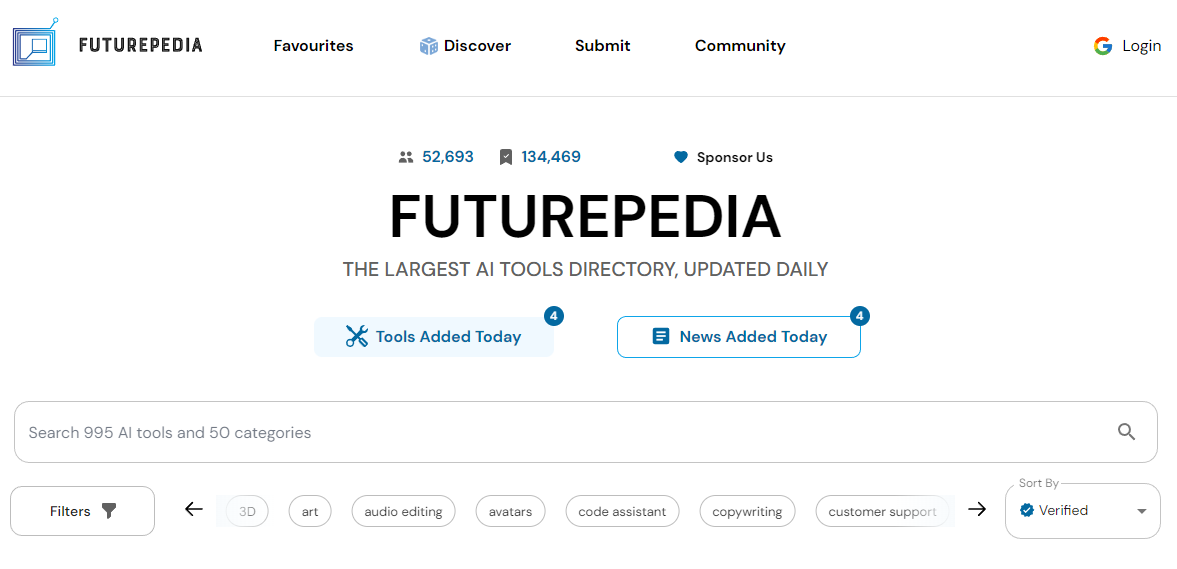 FUTUREPEDIA Favourites Discover Submit Community Login
52,693 134,469 Sponsor Us
FUTUREPEDIA
THE LARGEST AI TOOLS DIRECTORY, UPDATED DAILY
Tools Added Today 4 News Added Today 4
Search 995 AI tools and 50 categories
Filters 3D art audio editing avatars code assistant copywriting customer support Sort By Verified